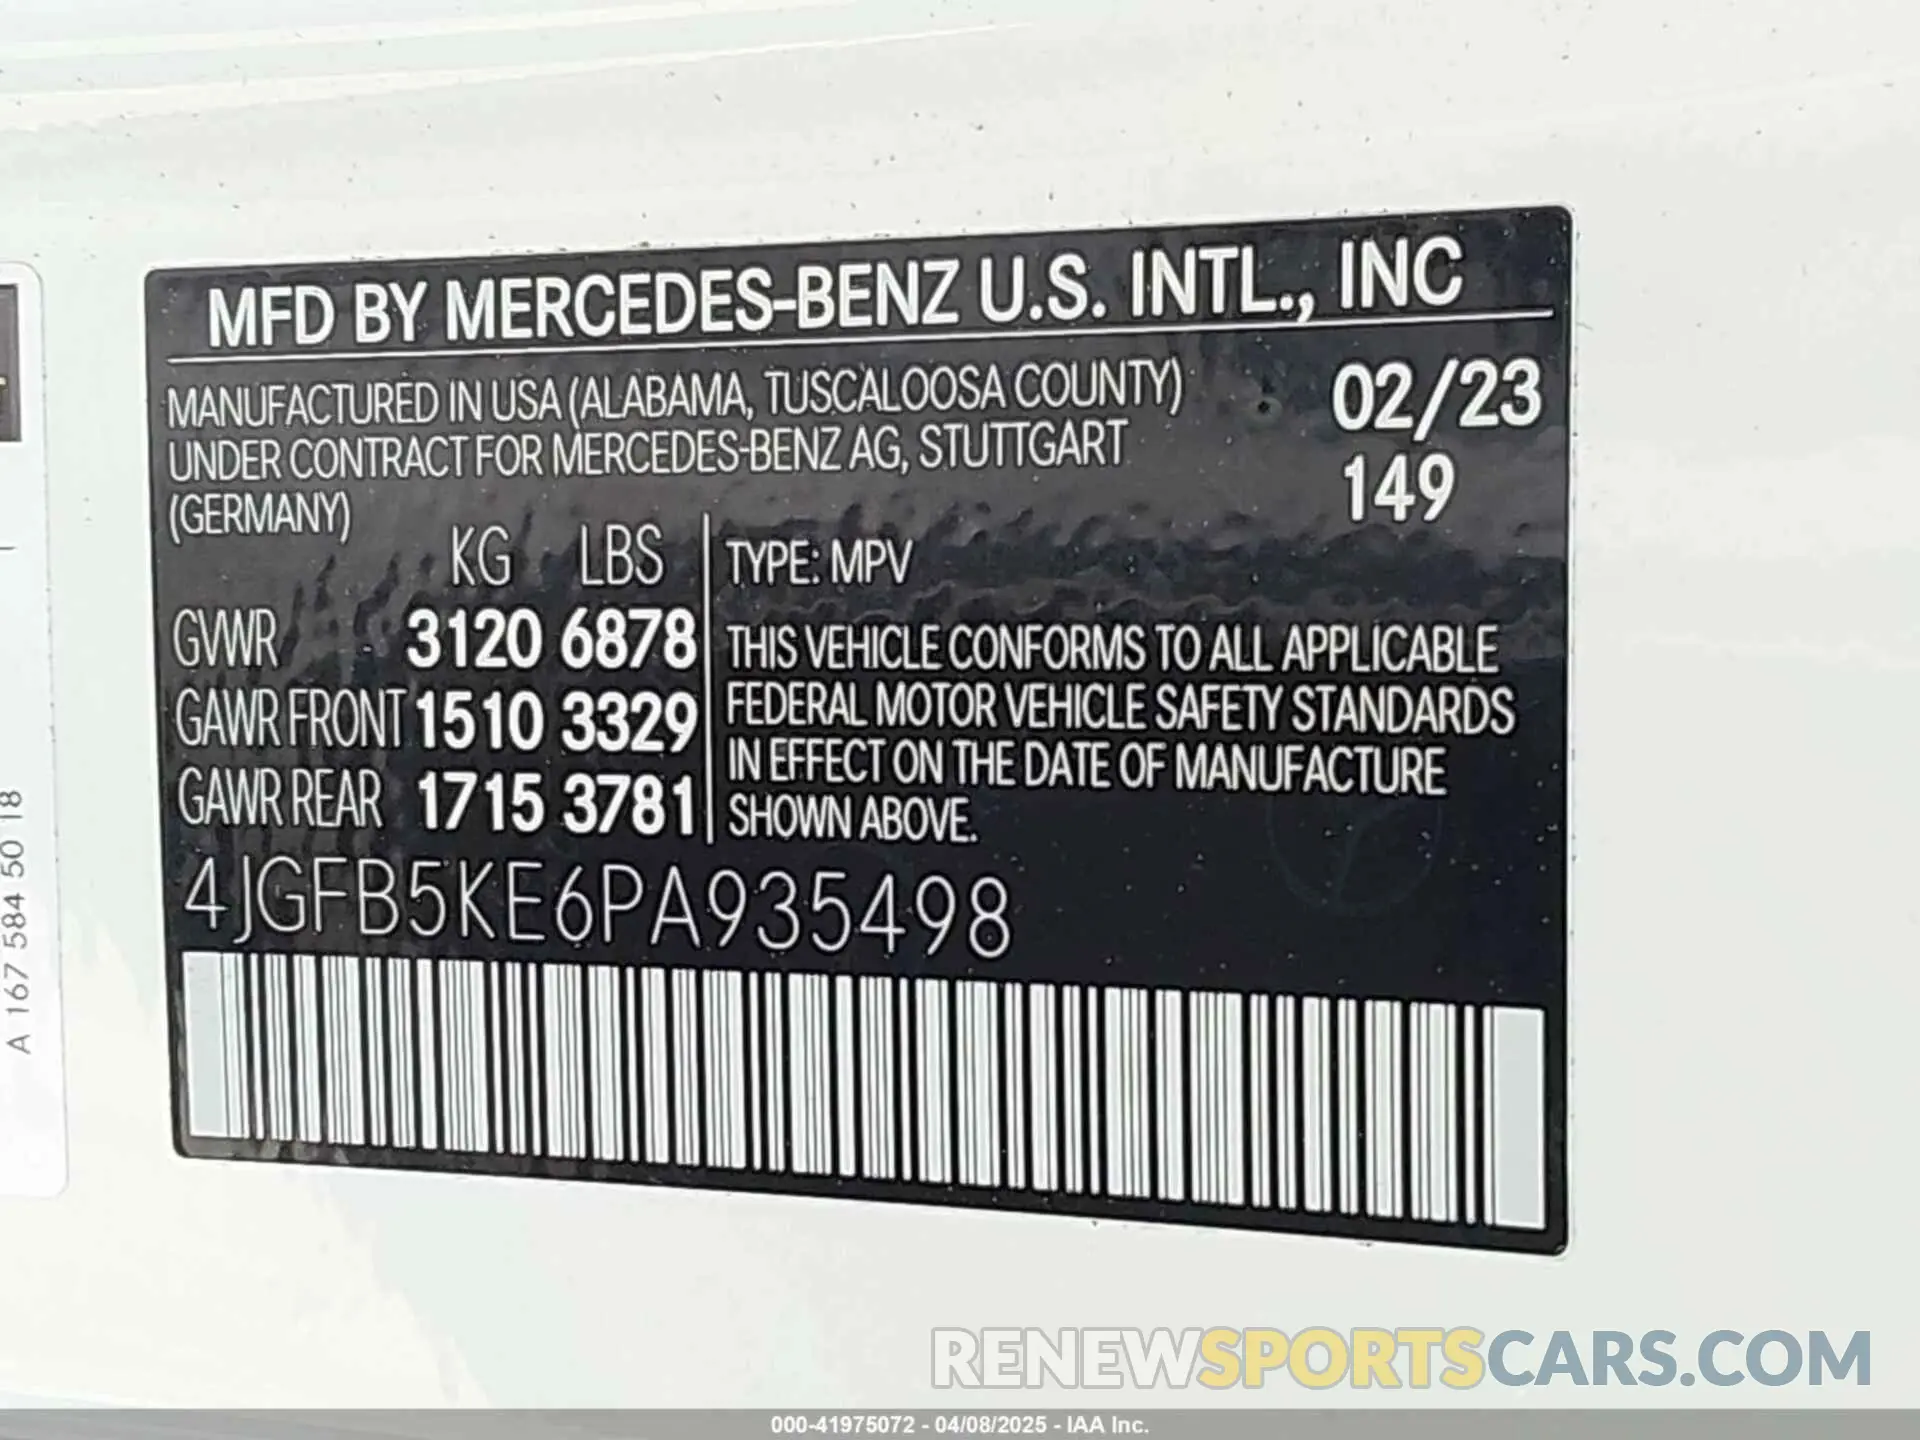 MFD BY MERCEDES-BENZ U.S. INTL., INC
MANUFACTURED IN USA (ALABAMA, TUSCALOOSA COUNTY)
UNDER CONTRACT FOR MERCEDES-BENZ AG, STUTTGART
(GERMANY)
02/23
149
KG LBS
GVWR 3120 6878
GAWR FRONT 1510 3329
GAWR REAR 1715 3781
TYPE: MPV
THIS VEHICLE CONFORMS TO ALL APPLICABLE
FEDERAL MOTOR VEHICLE SAFETY STANDARDS
IN EFFECT ON THE DATE OF MANUFACTURE
SHOWN ABOVE.
4JGFB5KE6PA935498
A 167 584 50 18
RENEWSPORTSCARS.COM
000-41975072 - 04/08/2025 - IAA Inc.